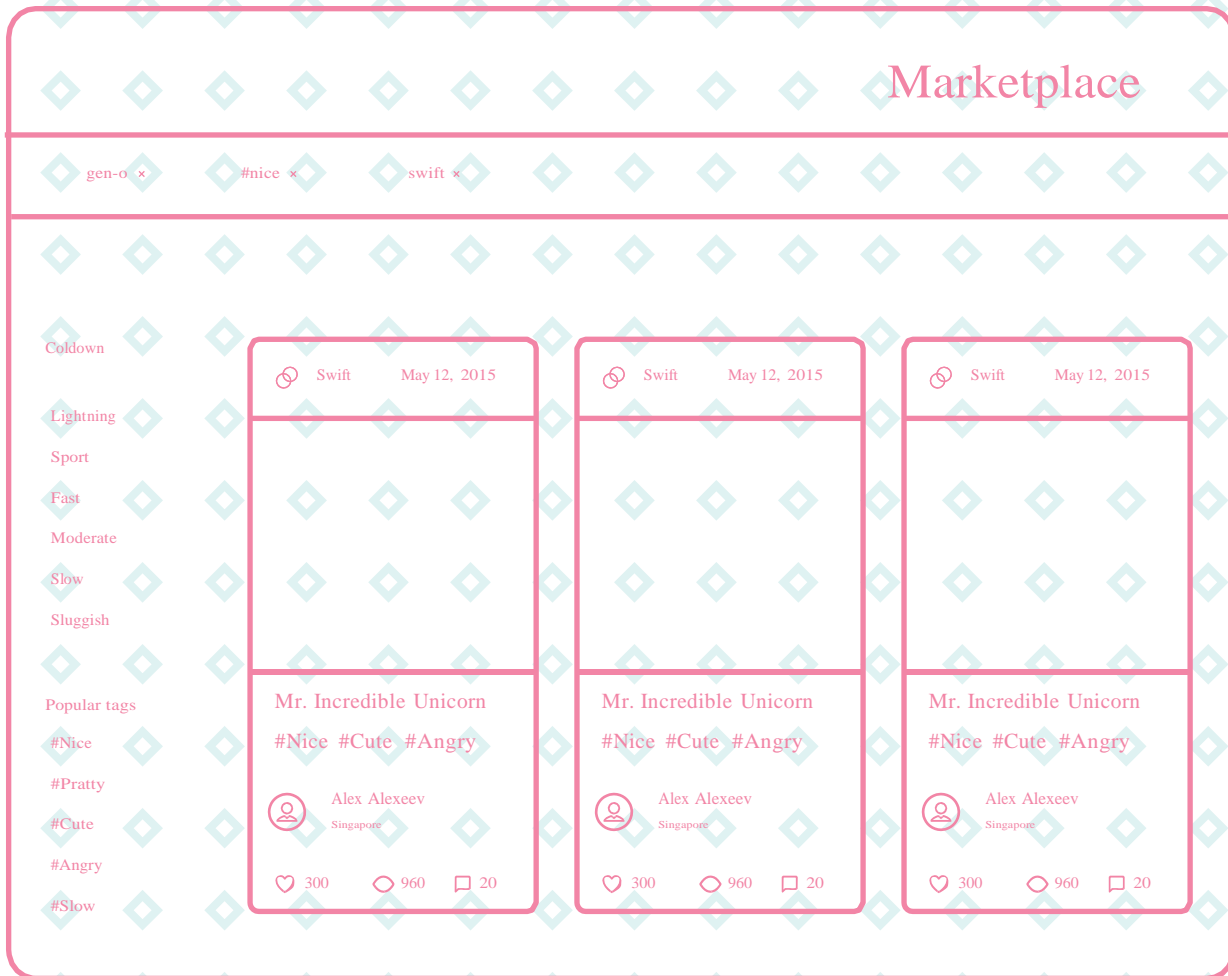 Marketplace
gen-o × #nice × swift ×
Coldown
Lightning
Sport
Fast
Moderate
Slow
Sluggish
Popular tags
#Nice
#Pratty
#Cute
#Angry
#Slow
Swift May 12, 2015
Mr. Incredible Unicorn
#Nice #Cute #Angry
Alex Alexeev
Singapore
300 960 20
Swift May 12, 2015
Mr. Incredible Unicorn
#Nice #Cute #Angry
Alex Alexeev
Singapore
300 960 20
Swift May 12, 2015
Mr. Incredible Unicorn
#Nice #Cute #Angry
Alex Alexeev
Singapore
300 960 20